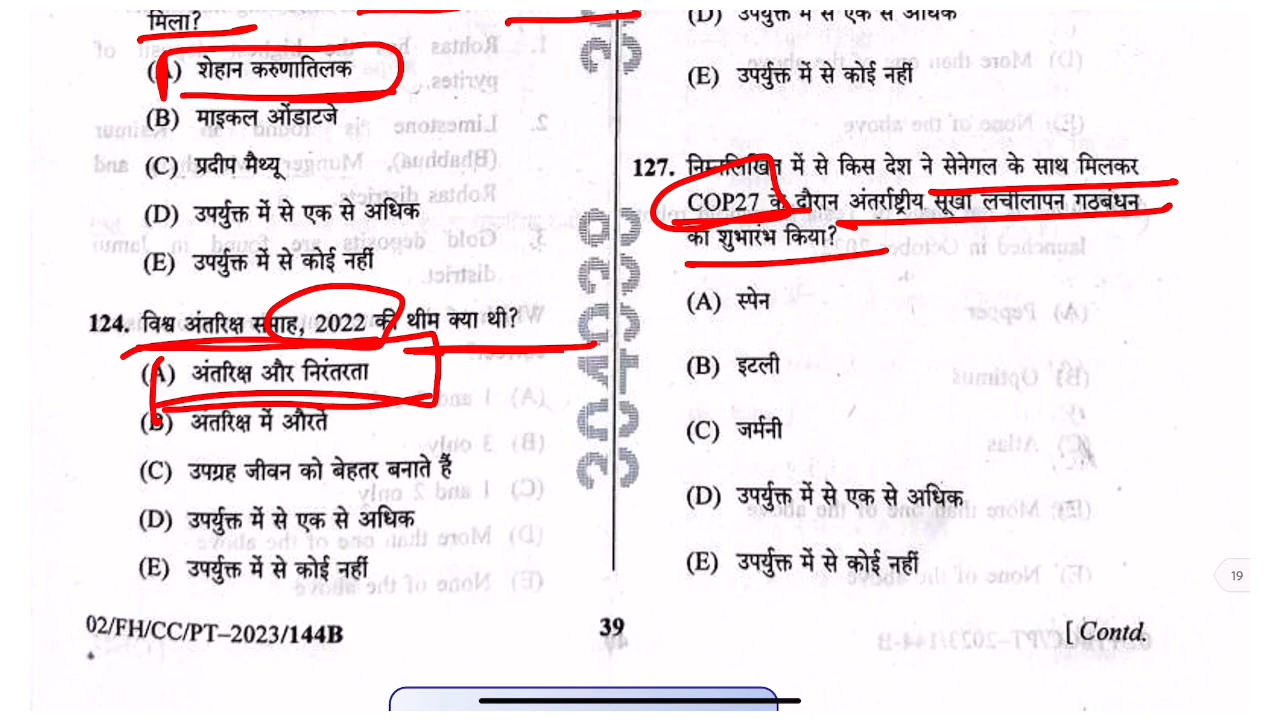 मिला?
(A) शेहान करुणातिलक
(B) माइकल ओंडाटजे
(C) प्रदीप मैथ्यू
(D) उपर्युक्त में से एक से अधिक
(E) उपर्युक्त में से कोई नहीं
124. विश्व अंतरिक्ष सप्ताह, 2022 की थीम क्या थी?
(A) अंतरिक्ष और निरंतरता
(B) अंतरिक्ष में औरतें
(C) उपग्रह जीवन को बेहतर बनाते हैं
(D) उपर्युक्त में से एक से अधिक
(E) उपर्युक्त में से कोई नहीं
(D) उपर्युक्त में से एक से अधिक
(E) उपर्युक्त में से कोई नहीं
127. निम्नलिखित में से किस देश ने सेनेगल के साथ मिलकर
COP27 के दौरान अंतर्राष्ट्रीय सूखा लचीलापन गठबंधन
का शुभारंभ किया?
(A) स्पेन
(B) इटली
(C) जर्मनी
(D) उपर्युक्त में से एक से अधिक
(E) उपर्युक्त में से कोई नहीं
02/FH/CC/PT–2023/144B
39
[ Contd.
19